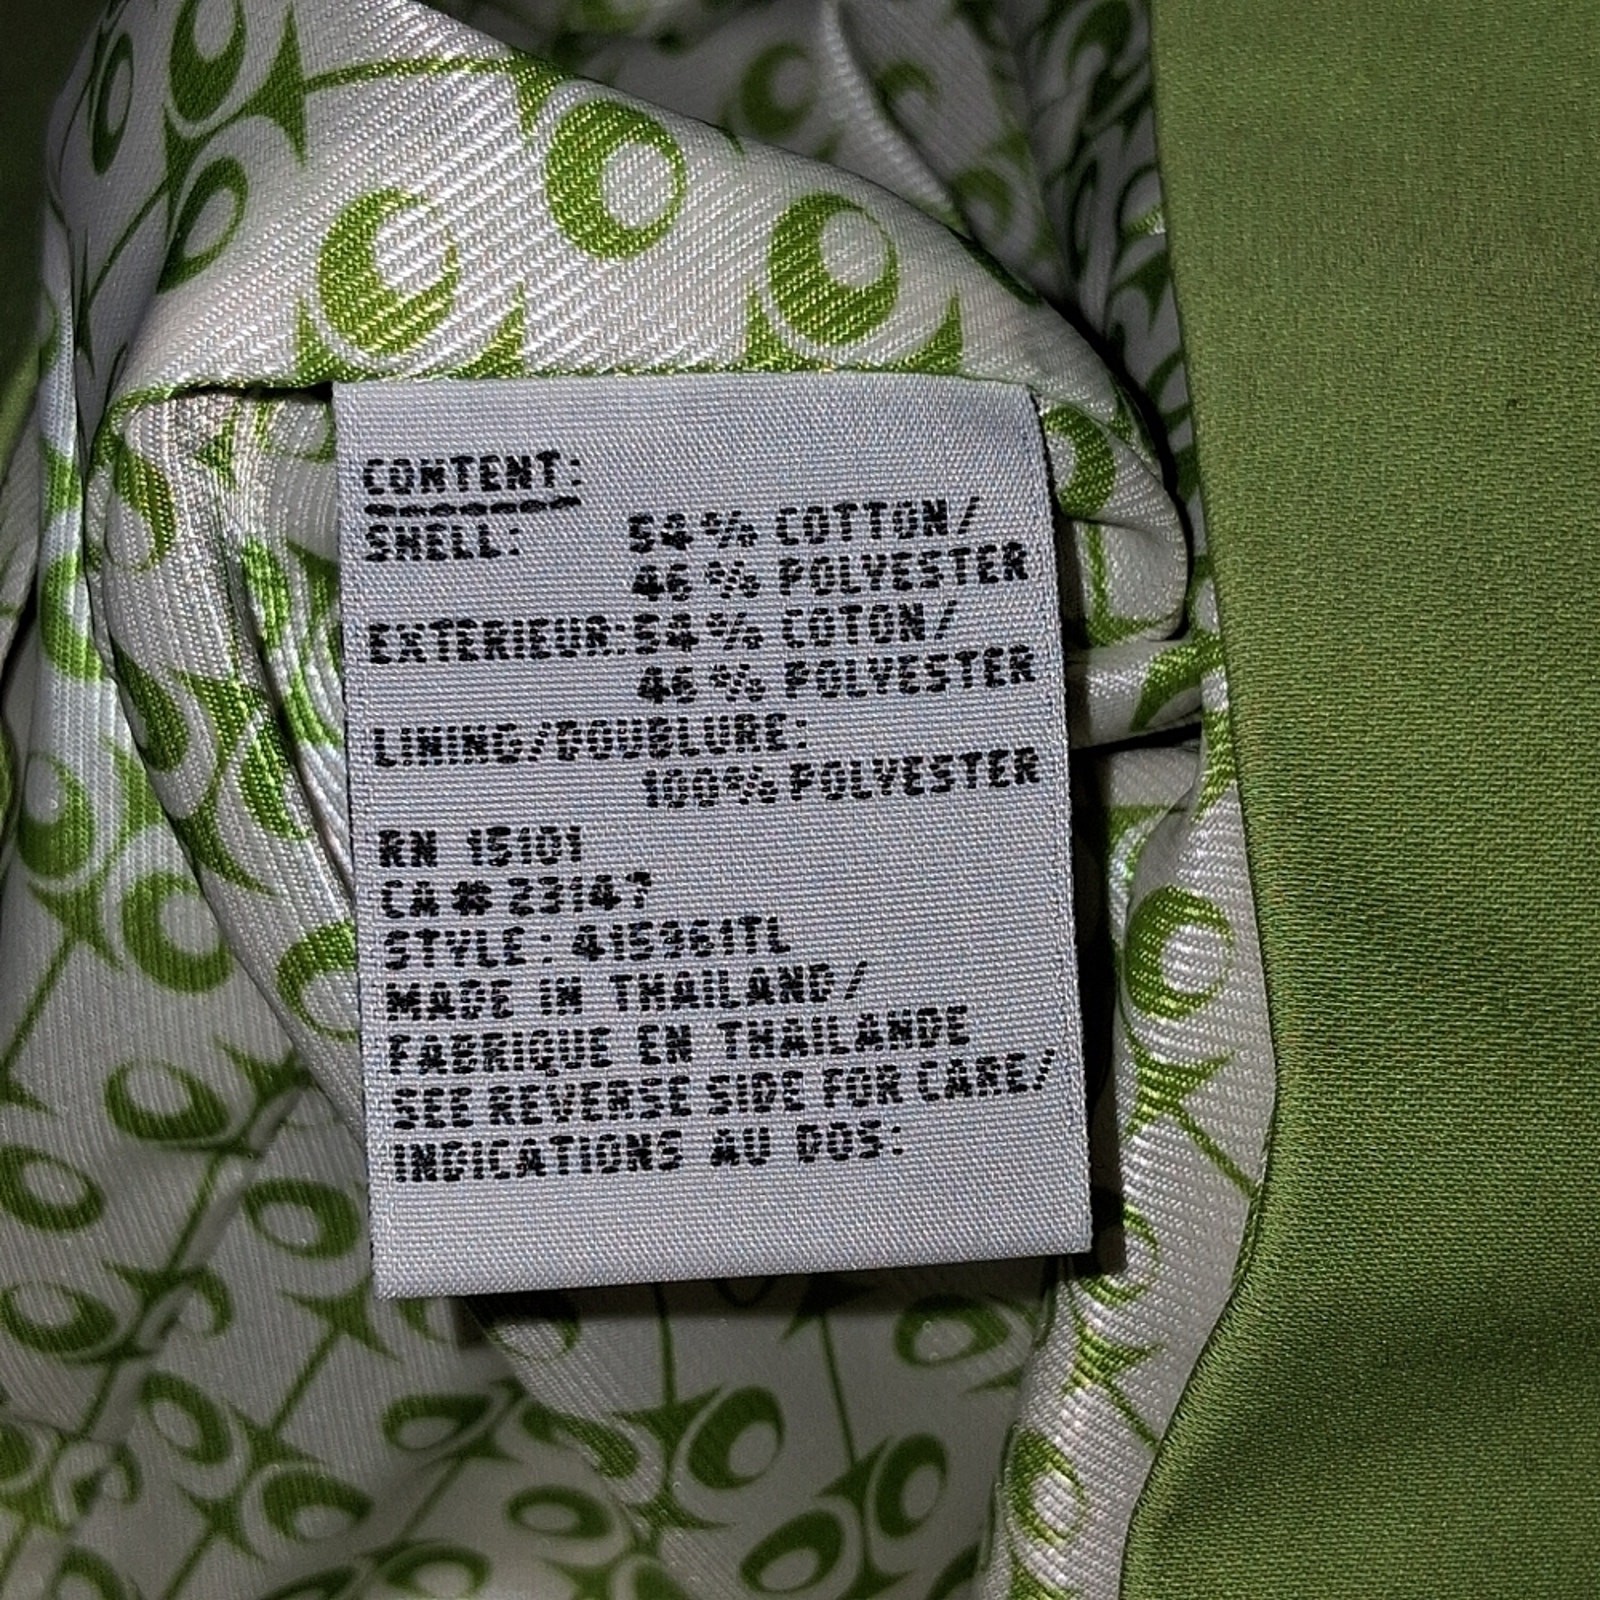 CONTENT:
SHELL: 54% COTTON/
46% POLYESTER
EXTERIEUR: 54% COTON/
46% POLYESTER
LINING/DOUBLURE:
100% POLYESTER
RN 15101
CA# 23147
STYLE: 415961TL
MADE IN THAILAND/
FABRIQUE EN THAILANDE
SEE REVERSE SIDE FOR CARE/
INDICATIONS AU DOS: